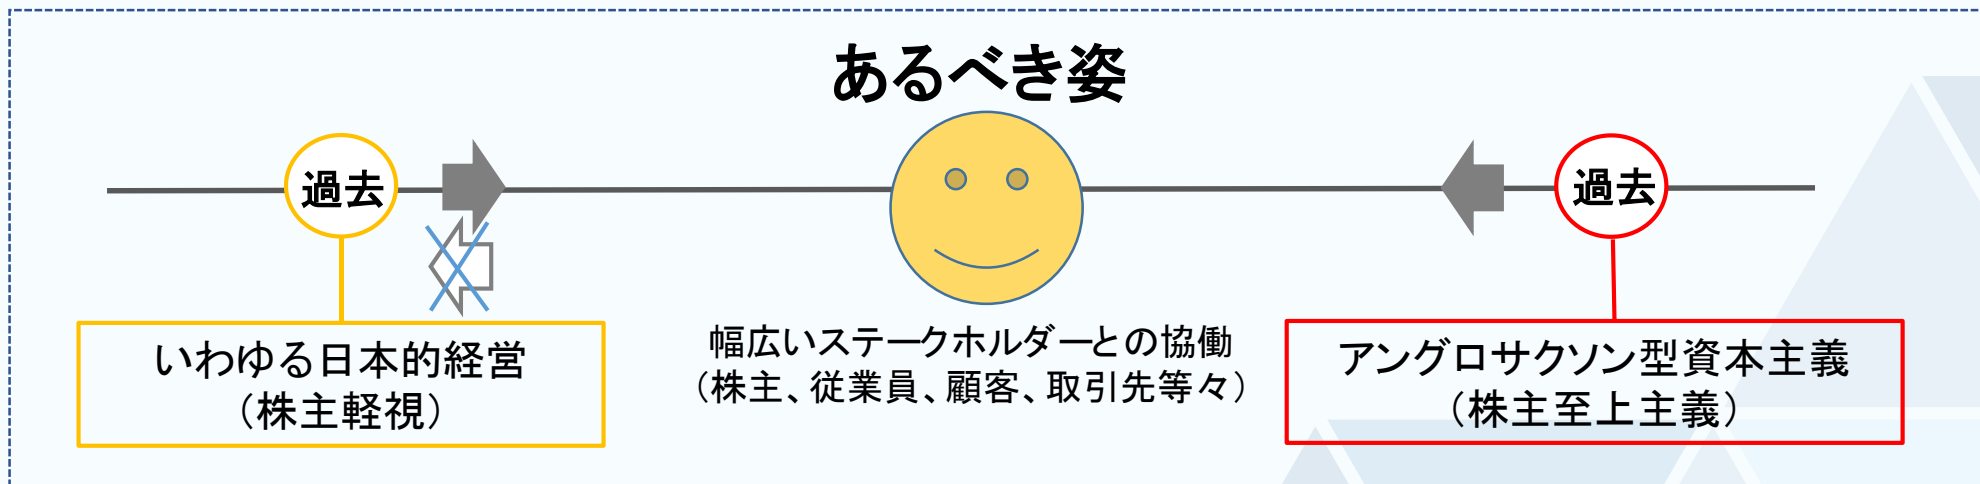 あるべき姿
過去
過去
いわゆる日本的経営
（株主軽視）
幅広いステークホルダーとの協働
（株主、従業員、顧客、取引先等々）
アングロサクソン型資本主義
（株主至上主義）